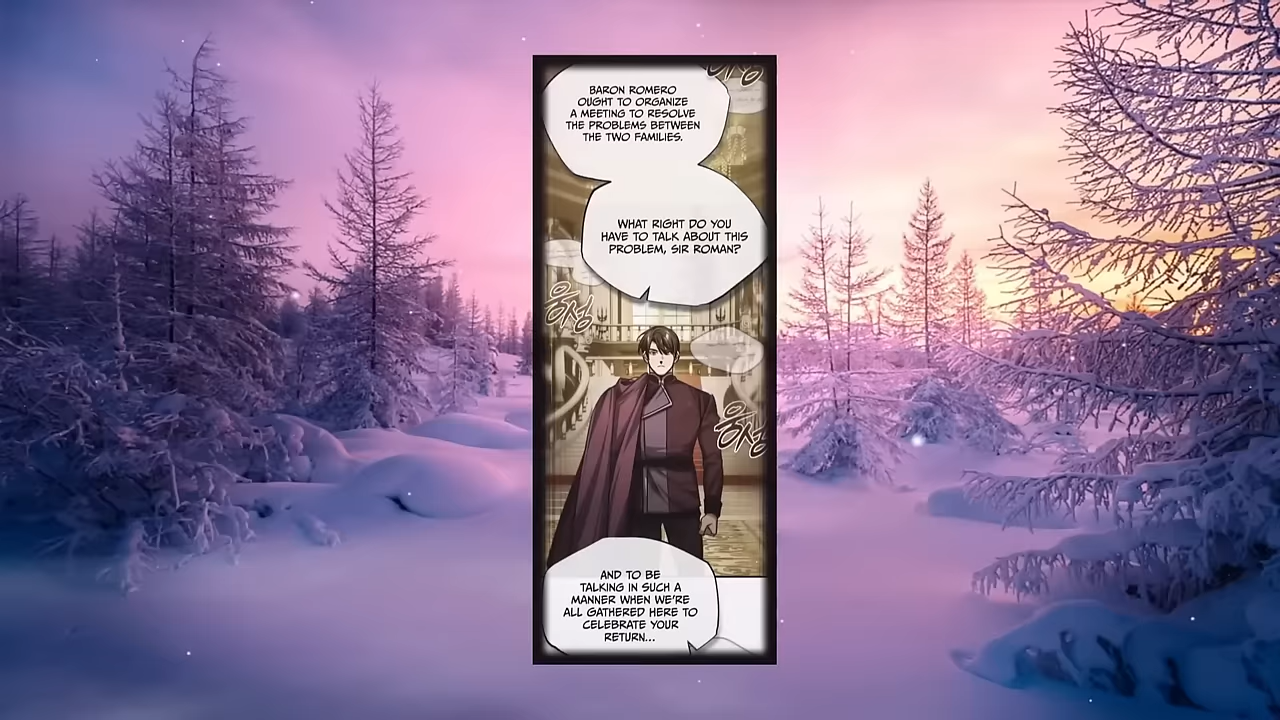 BARON ROMERO
OUGHT TO ORGANIZE
A MEETING TO RESOLVE
THE PROBLEMS BETWEEN
THE TWO FAMILIES.
WHAT RIGHT DO YOU
HAVE TO TALK ABOUT THIS
PROBLEM, SIR ROMAN?
웅성
웅성
AND TO BE
TALKING IN SUCH A
MANNER WHEN WE'RE
ALL GATHERED HERE TO
CELEBRATE YOUR
RETURN...